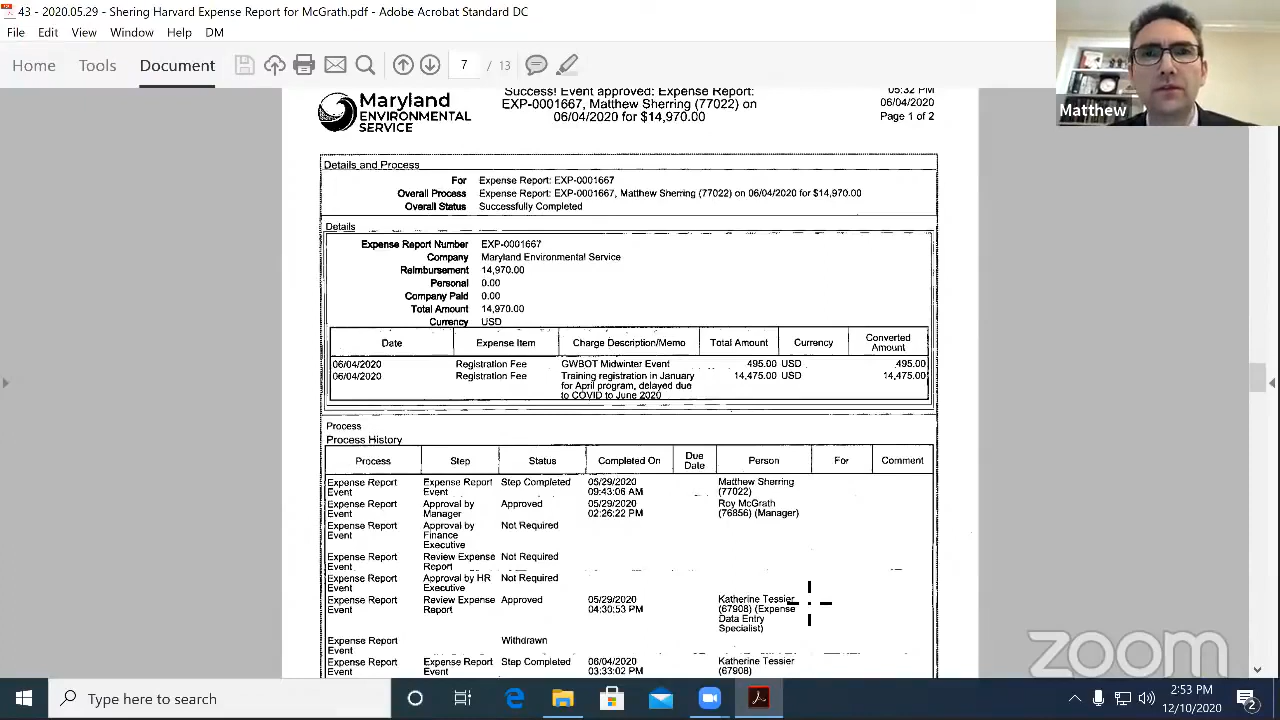 43 - 2020.05.29 - Shering Harvard Expense Report for McGrath.pdf - Adobe Acrobat Standard DC
File Edit View Window Help DM
Home Tools Document 7 / 13
Matthew
Maryland
ENVIRONMENTAL
SERVICE
Success! Event approved: Expense Report:
EXP-0001667, Matthew Sherring (77022) on
06/04/2020 for $14,970.00
05:32 PM
06/04/2020
Page 1 of 2
Details and Process
For Expense Report: EXP-0001667
Overall Process Expense Report: EXP-0001667, Matthew Sherring (77022) on 06/04/2020 for $14,970.00
Overall Status Successfully Completed
Details
Expense Report Number EXP-0001667
Company Maryland Environmental Service
Reimbursement 14,970.00
Personal 0.00
Company Paid 0.00
Total Amount 14,970.00
Currency USD
Date Expense Item Charge Description/Memo Total Amount Currency Converted Amount
06/04/2020 Registration Fee GWBOT Midwinter Event 495.00 USD 495.00
06/04/2020 Registration Fee Training registration in January 14,475.00 USD 14,475.00
for April program, delayed due
to COVID to June 2020
Process
Process History
Process Step Status Completed On Due Date Person For Comment
Expense Report Expense Report Step Completed 05/29/2020 Matthew Sherring
Event Event 09:43:06 AM (77022)
Expense Report Approval by Approved 05/29/2020 Roy McGrath
Event Manager 02:26:22 PM (76856) (Manager)
Expense Report Approval by Not Required
Event Finance
Executive
Expense Report Review Expense Not Required
Event Report
Expense Report Approval by HR Not Required
Event Executive
Expense Report Review Expense Approved 05/29/2020 Katherine Tessier
Event Report 04:30:53 PM (67908) (Expense
Data Entry
Specialist)
Expense Report Withdrawn
Event
Expense Report Expense Report Step Completed 06/04/2020 Katherine Tessier
Event Event 03:33:02 PM (67908)
zoom
Type here to search
2:53 PM
12/10/2020
2